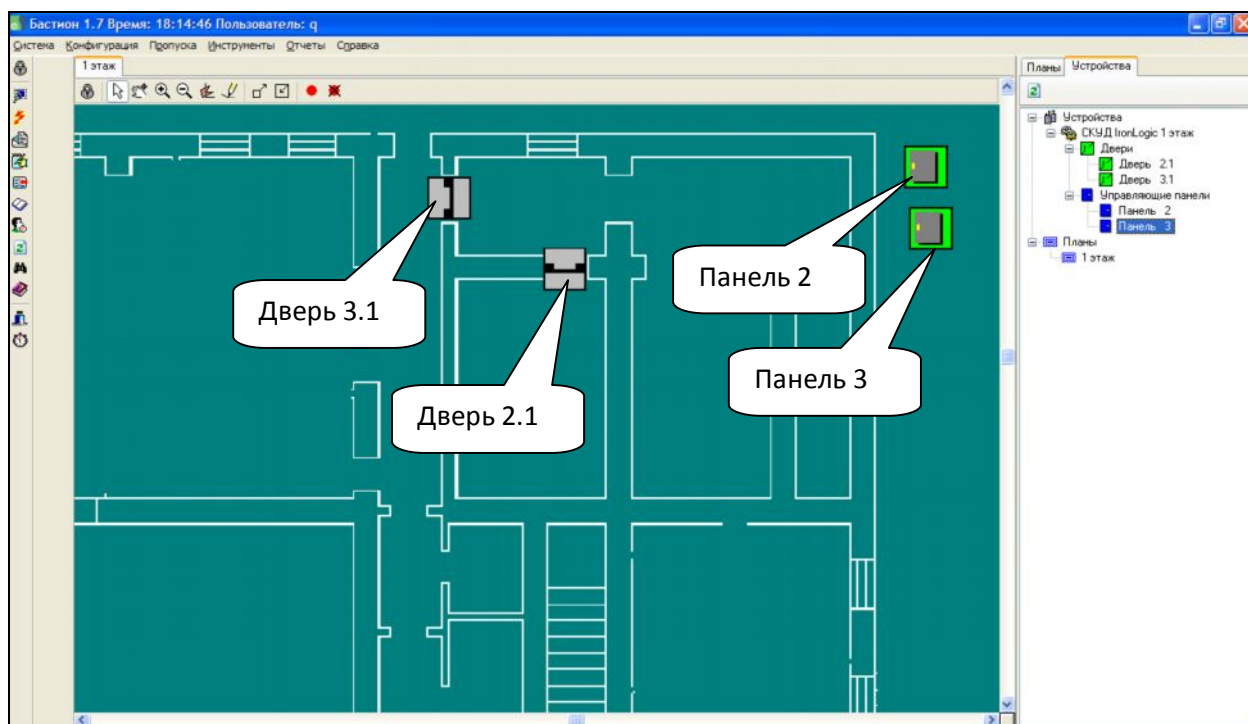 Бастион 1.7 Время: 18:14:46 Пользователь: q
Система Конфигурация Пропуска Инструменты Отчеты Справка
1 этаж
Планы Устройства
Устройства
СКУД IronLogic 1 этаж
Двери
Дверь 2.1
Дверь 3.1
Управляющие панели
Панель 2
Панель 3
Планы
1 этаж
Панель 2
Дверь 3.1
Панель 3
Дверь 2.1